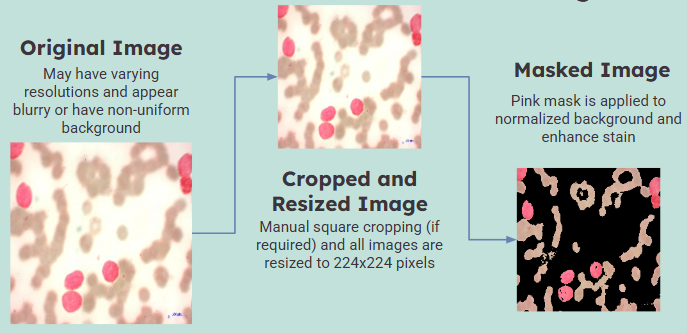 Original Image
May have varying
resolutions and appear
blurry or have non-uniform
background
Cropped and
Resized Image
Manual square cropping (if
required) and all images are
resized to 224x224 pixels
Masked Image
Pink mask is applied to
normalized background and
enhance stain